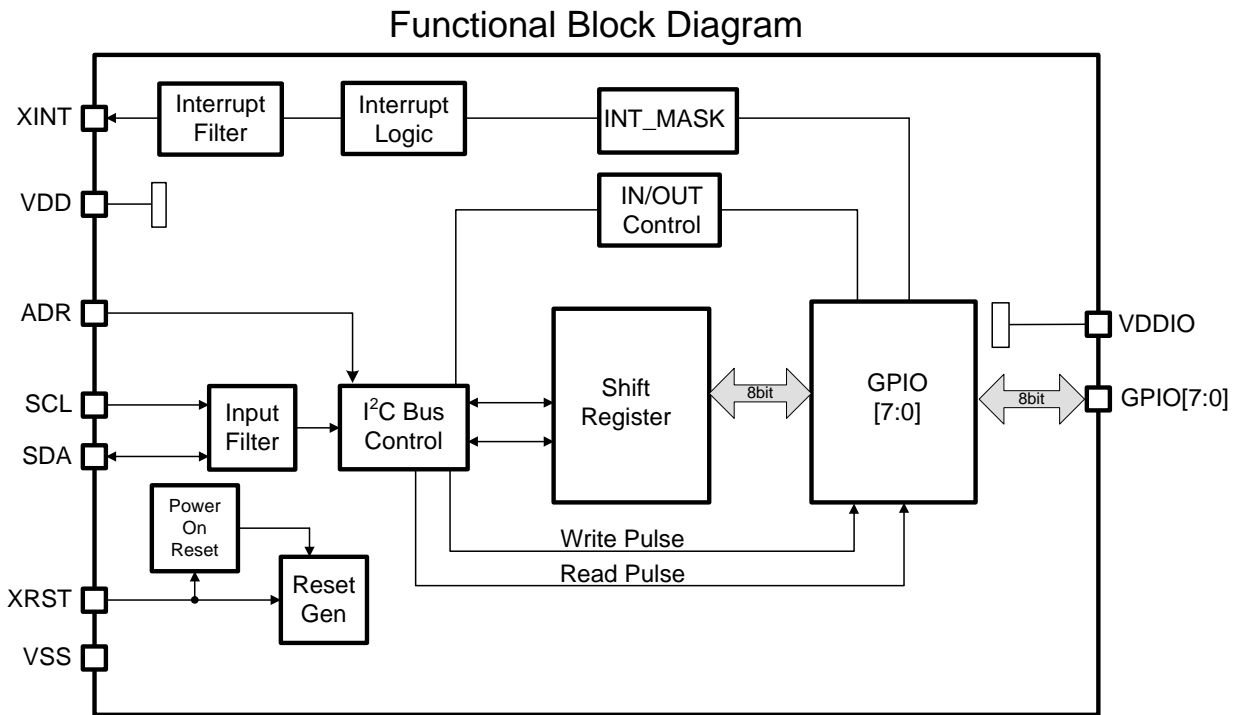 Functional Block Diagram
XINT
Interrupt
Filter
Interrupt
Logic
INT_MASK
VDD
IN/OUT
Control
ADR
VDDIO
SCL
SDA
Input
Filter
I²C Bus
Control
Shift
Register
8bit
GPIO
[7:0]
8bit
GPIO[7:0]
Power
On
Reset
Write Pulse
Read Pulse
XRST
Reset
Gen
VSS